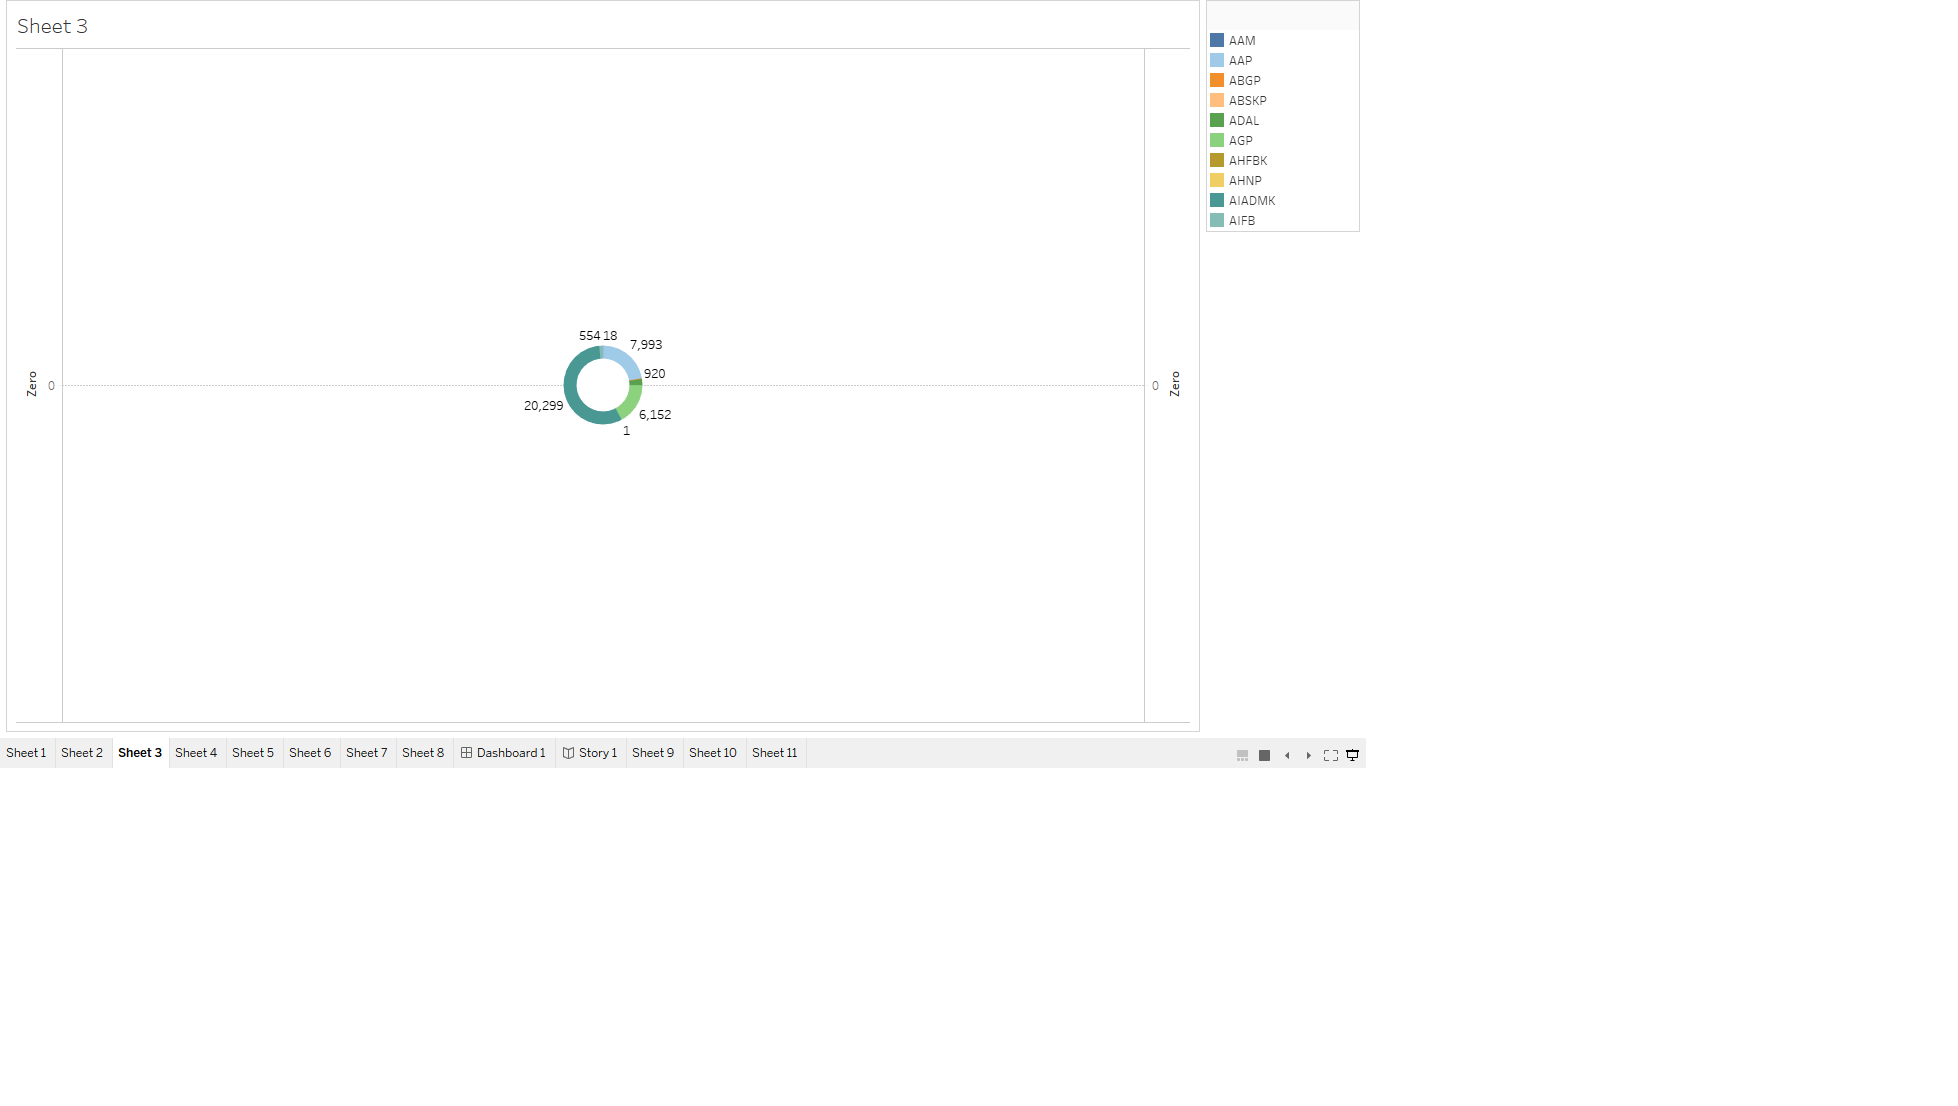 Sheet 3
AAM
AAP
ABGP
ABSKP
ADAL
AGP
AHFBK
AHNP
AIADMK
AIFB
554 18
7,993
920
Zero 0
0 Zero
20,299
6,152
1
Sheet 1 Sheet 2 Sheet 3 Sheet 4 Sheet 5 Sheet 6 Sheet 7 Sheet 8 Dashboard 1 Story 1 Sheet 9 Sheet 10 Sheet 11